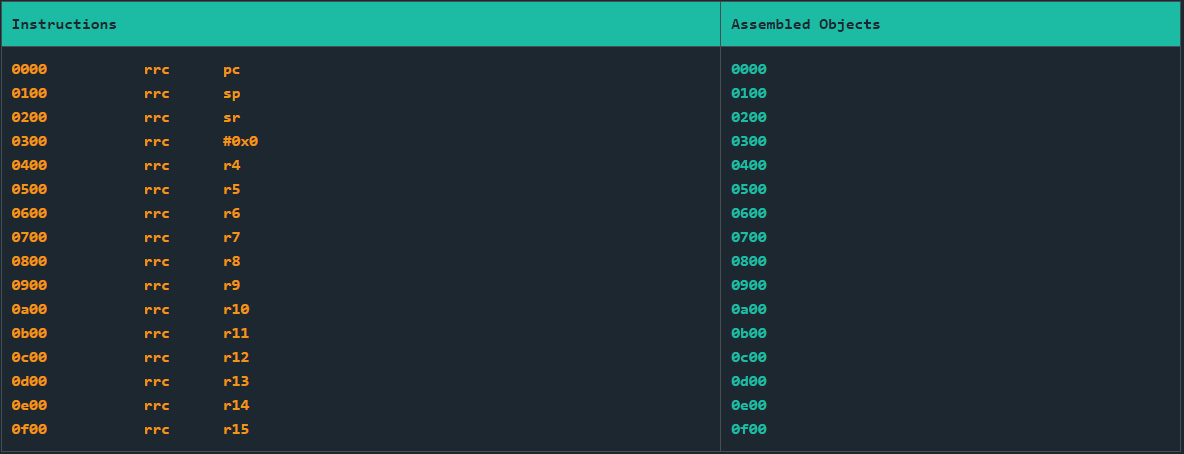 Instructions Assembled Objects
0000 rrc pc 0000
0100 rrc sp 0100
0200 rrc sr 0200
0300 rrc #0x0 0300
0400 rrc r4 0400
0500 rrc r5 0500
0600 rrc r6 0600
0700 rrc r7 0700
0800 rrc r8 0800
0900 rrc r9 0900
0a00 rrc r10 0a00
0b00 rrc r11 0b00
0c00 rrc r12 0c00
0d00 rrc r13 0d00
0e00 rrc r14 0e00
0f00 rrc r15 0f00